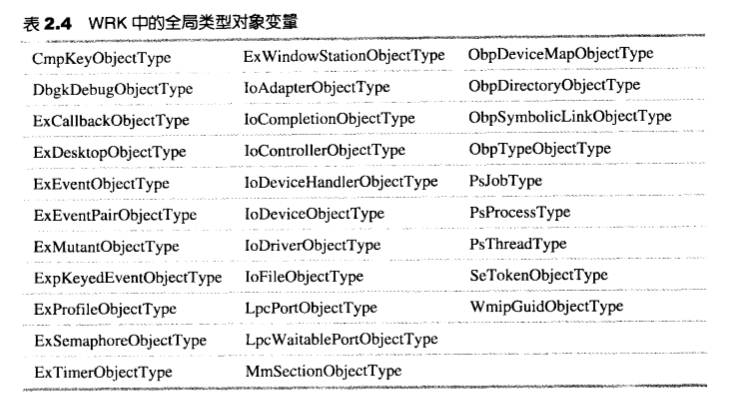 表 2.4 WRK 中的全局类型对象变量
CmpKeyObjectType ExWindowStationObjectType ObpDeviceMapObjectType
DbgkDebugObjectType IoAdapterObjectType ObpDirectoryObjectType
ExCallbackObjectType IoCompletionObjectType ObpSymbolicLinkObjectType
ExDesktopObjectType IoControllerObjectType ObpTypeObjectType
ExEventObjectType IoDeviceHandlerObjectType PsJobType
ExEventPairObjectType IoDeviceObjectType PsProcessType
ExMutantObjectType IoDriverObjectType PsThreadType
ExpKeyedEventObjectType IoFileObjectType SeTokenObjectType
ExProfileObjectType LpcPortObjectType WmipGuidObjectType
ExSemaphoreObjectType LpcWaitablePortObjectType
ExTimerObjectType MmSectionObjectType